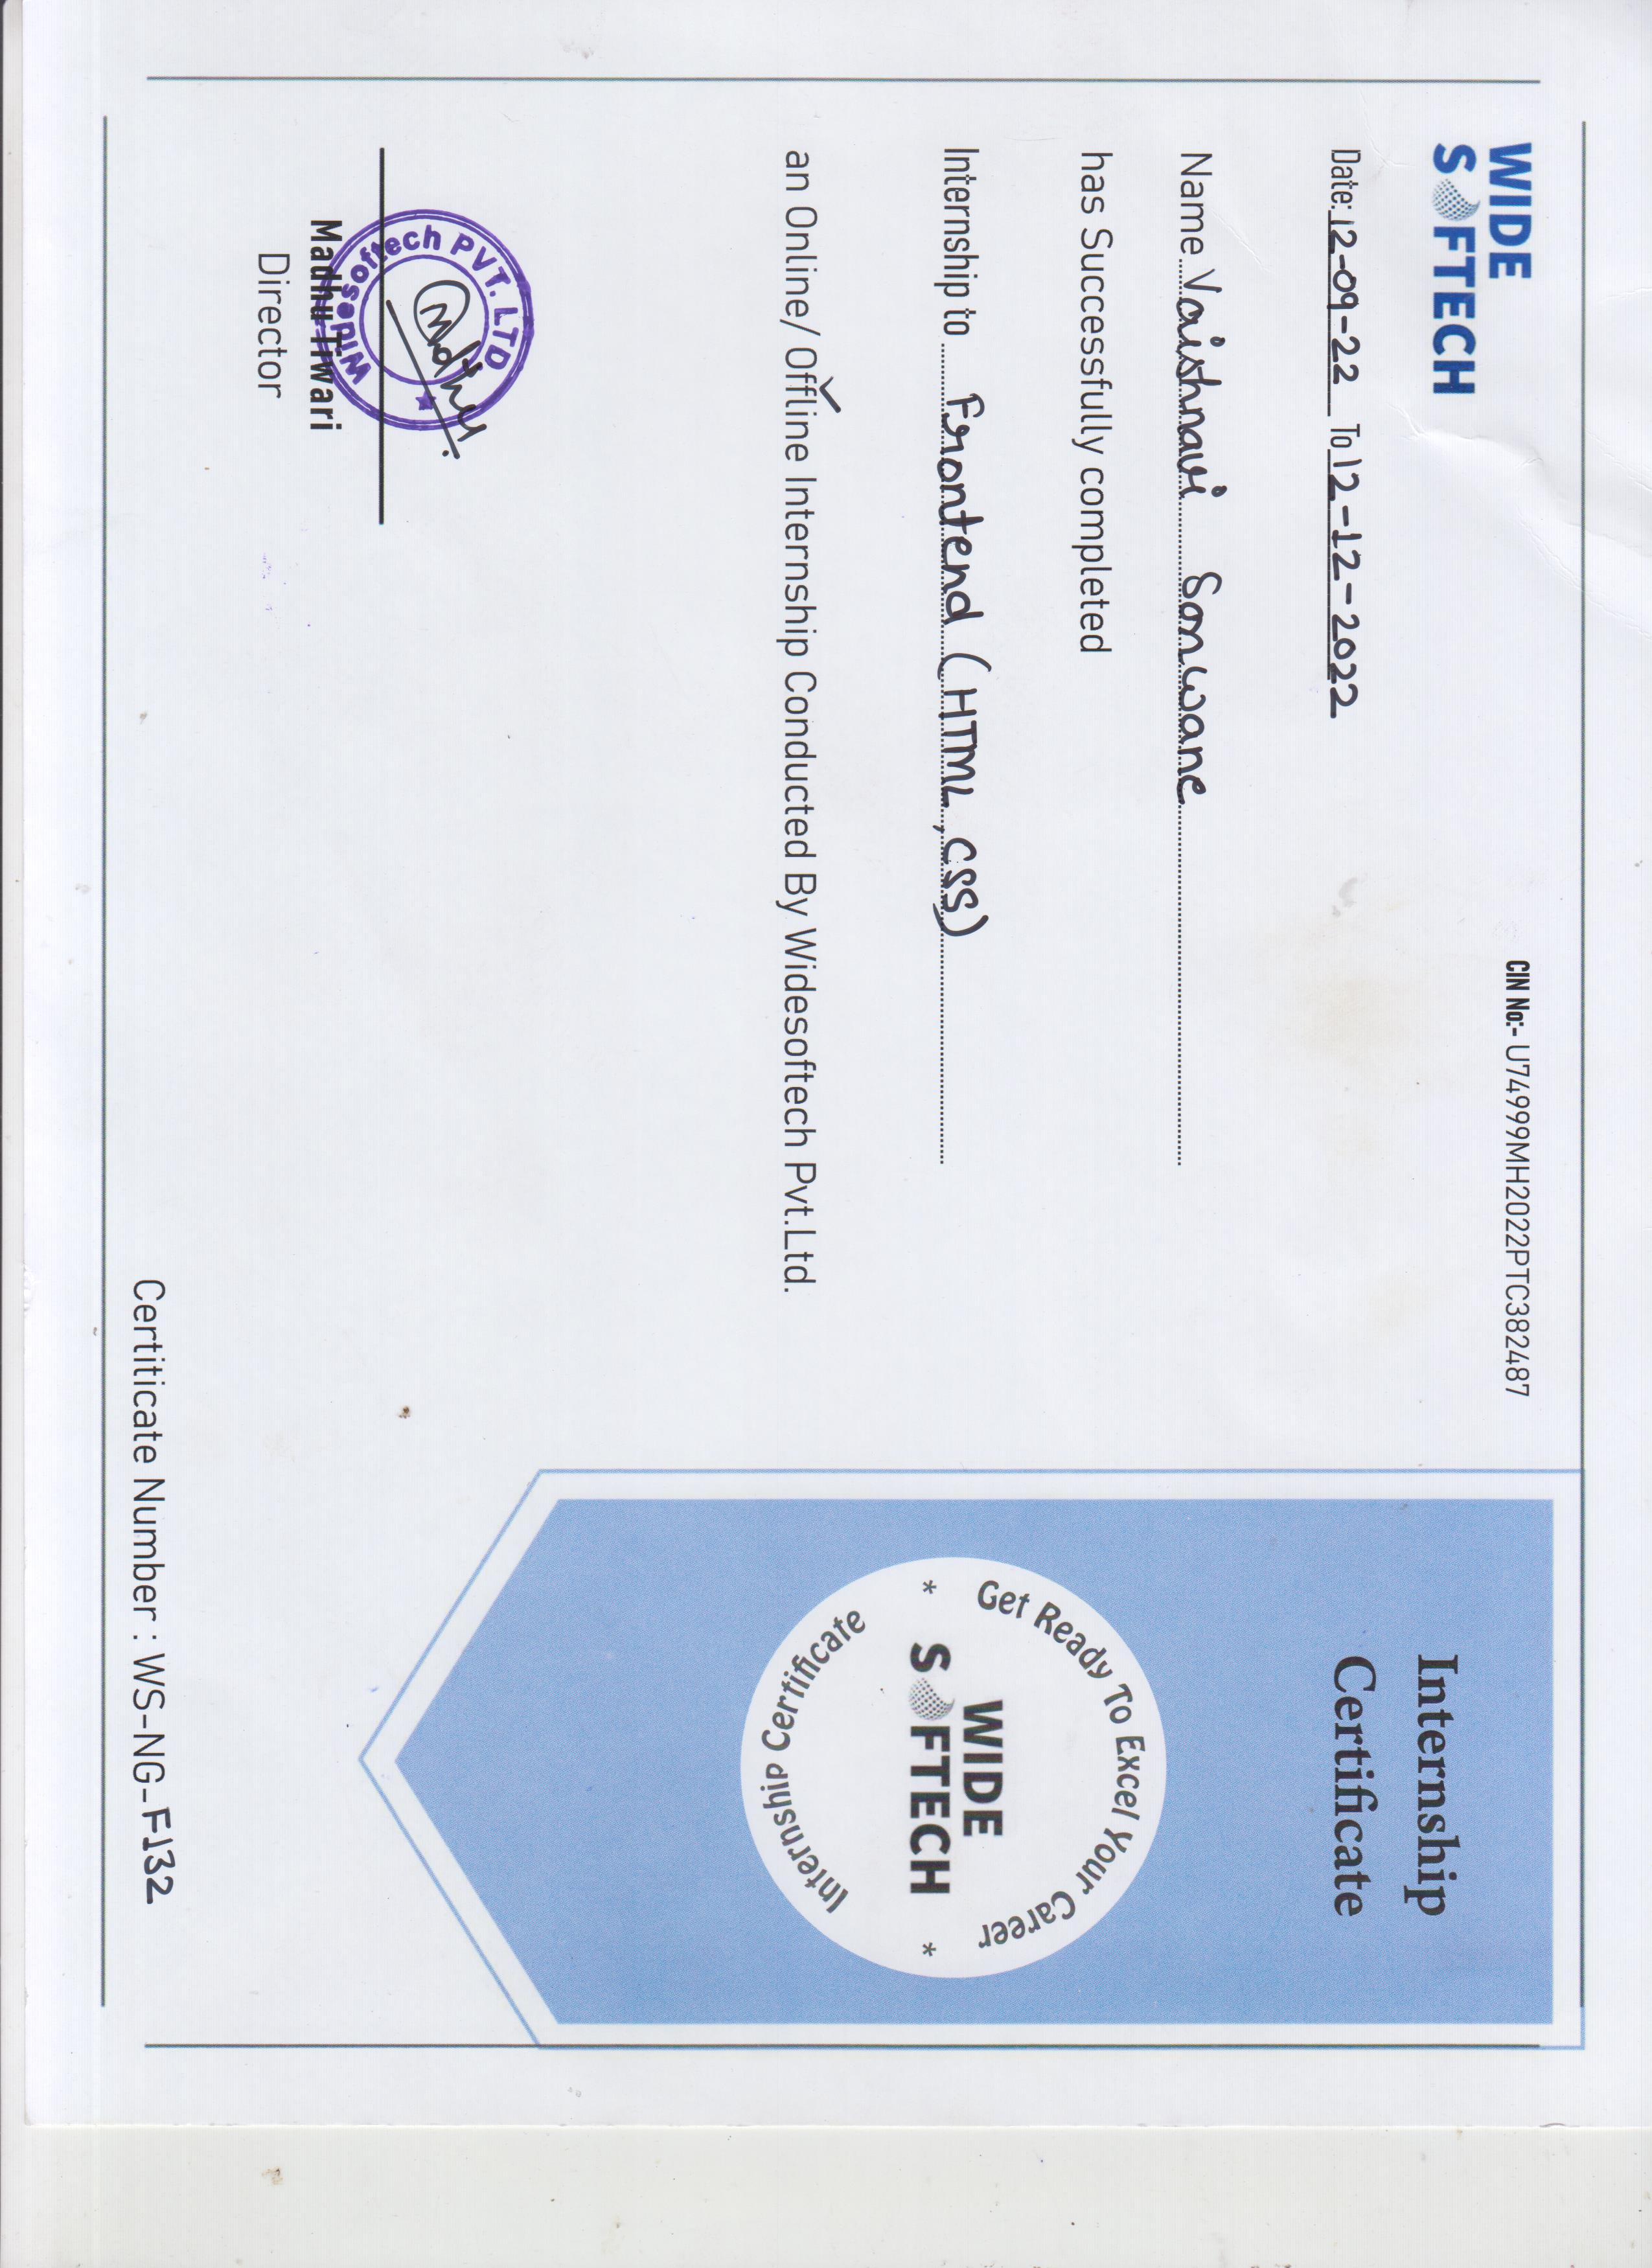 WIDE
SOFTECH
CIN No:- U74999MH2022PTC382487
Internship
Certificate
Date: 12-09-22 To 12-12-2022
Name Vaishnavi Sonwane
has Successfully completed
Internship to Frontend (HTML, CSS)
an Online/ Offline Internship Conducted By Widesoftech Pvt.Ltd.
Get Ready To Excel Your Career
WIDE
* SOFTECH *
Internship Certificate
Widesoftech PVT. LTD.
Madhu
Madhu Tiwari
Director
Certiticate Number : WS-NG-F132